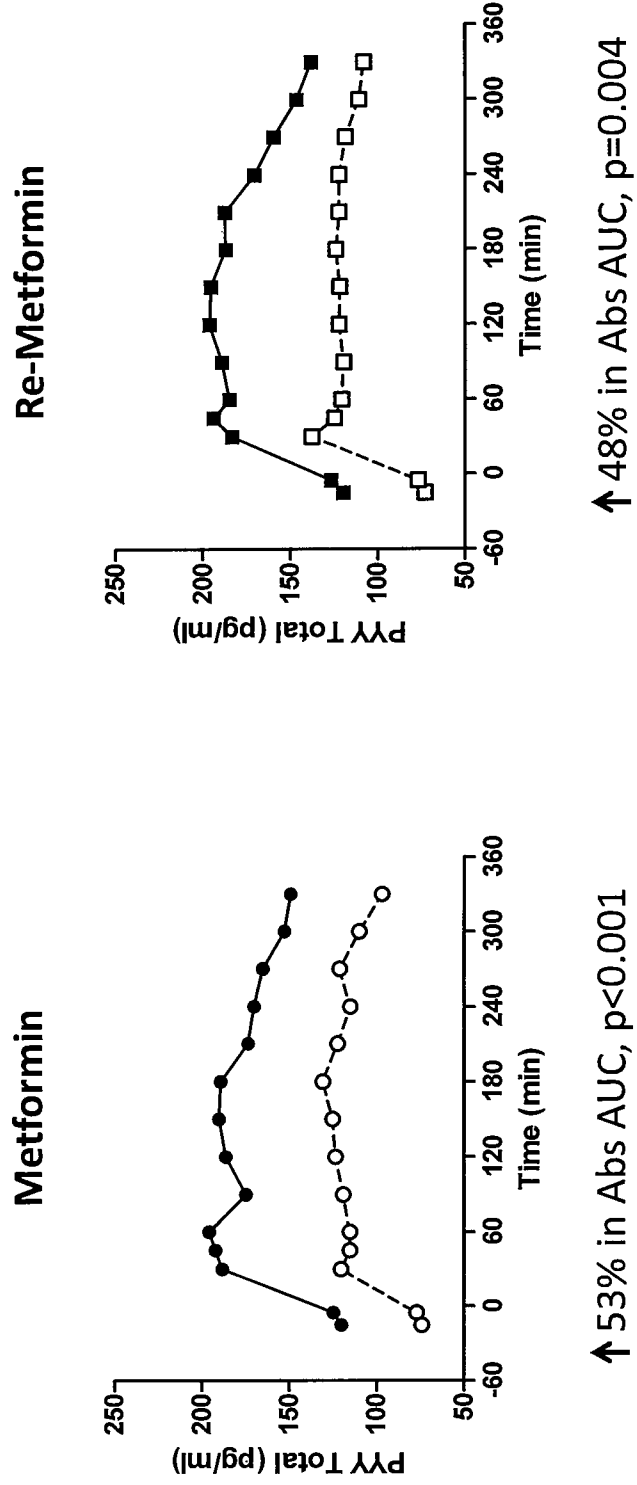 Metformin
PYY Total (pg/ml)
250
200
150
100
50
-60 0 60 120 180 240 300 360
Time (min)
↑53% in Abs AUC, p<0.001
Re-Metformin
PYY Total (pg/ml)
250
200
150
100
50
-60 0 60 120 180 240 300 360
Time (min)
↑48% in Abs AUC, p=0.004